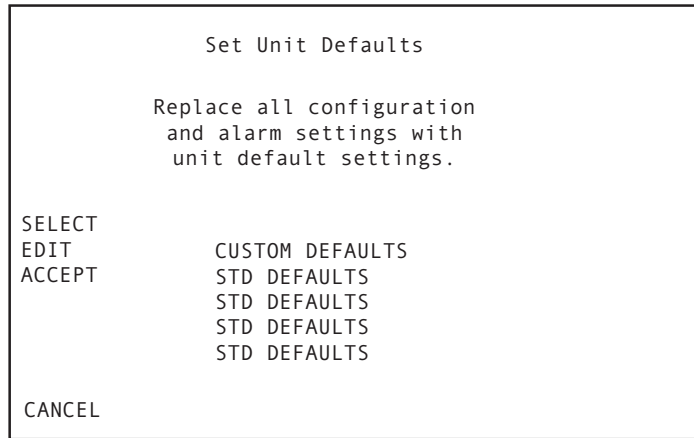 Set Unit Defaults
Replace all configuration
and alarm settings with
unit default settings.
SELECT
EDIT CUSTOM DEFAULTS
ACCEPT STD DEFAULTS
STD DEFAULTS
STD DEFAULTS
STD DEFAULTS
CANCEL